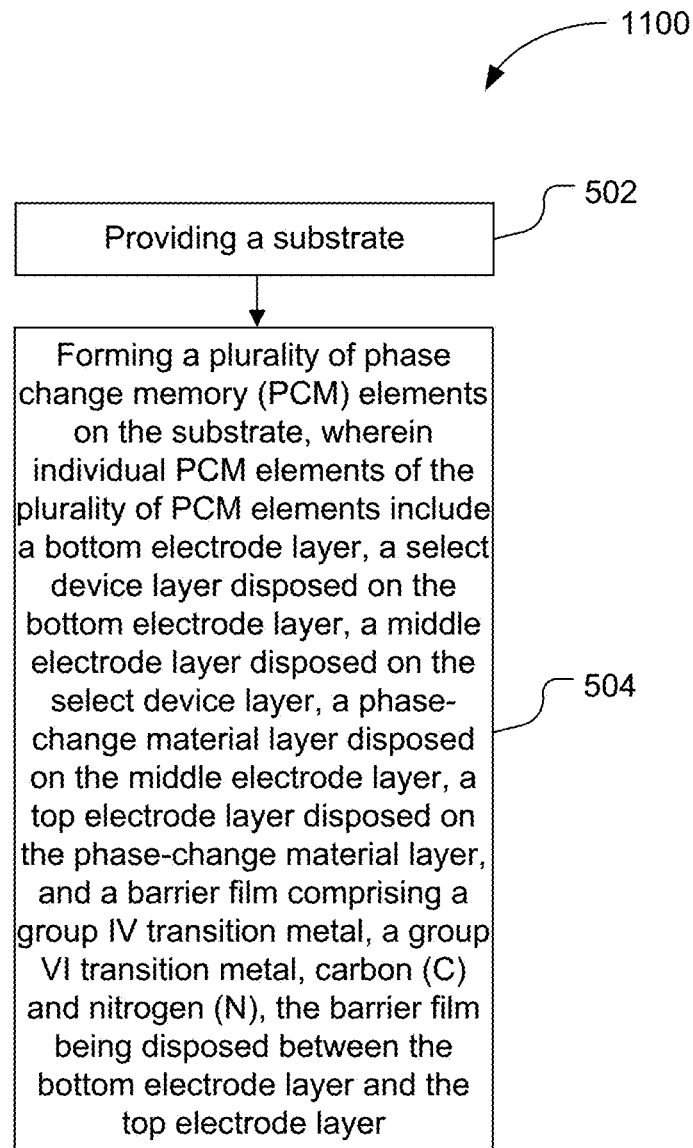 1100
502
Providing a substrate
Forming a plurality of phase
change memory (PCM) elements
on the substrate, wherein
individual PCM elements of the
plurality of PCM elements include
a bottom electrode layer, a select
device layer disposed on the
bottom electrode layer, a middle
electrode layer disposed on the
select device layer, a phase-
change material layer disposed
on the middle electrode layer, a
top electrode layer disposed on
the phase-change material layer,
and a barrier film comprising a
group IV transition metal, a group
VI transition metal, carbon (C)
and nitrogen (N), the barrier film
being disposed between the
bottom electrode layer and the
top electrode layer
504